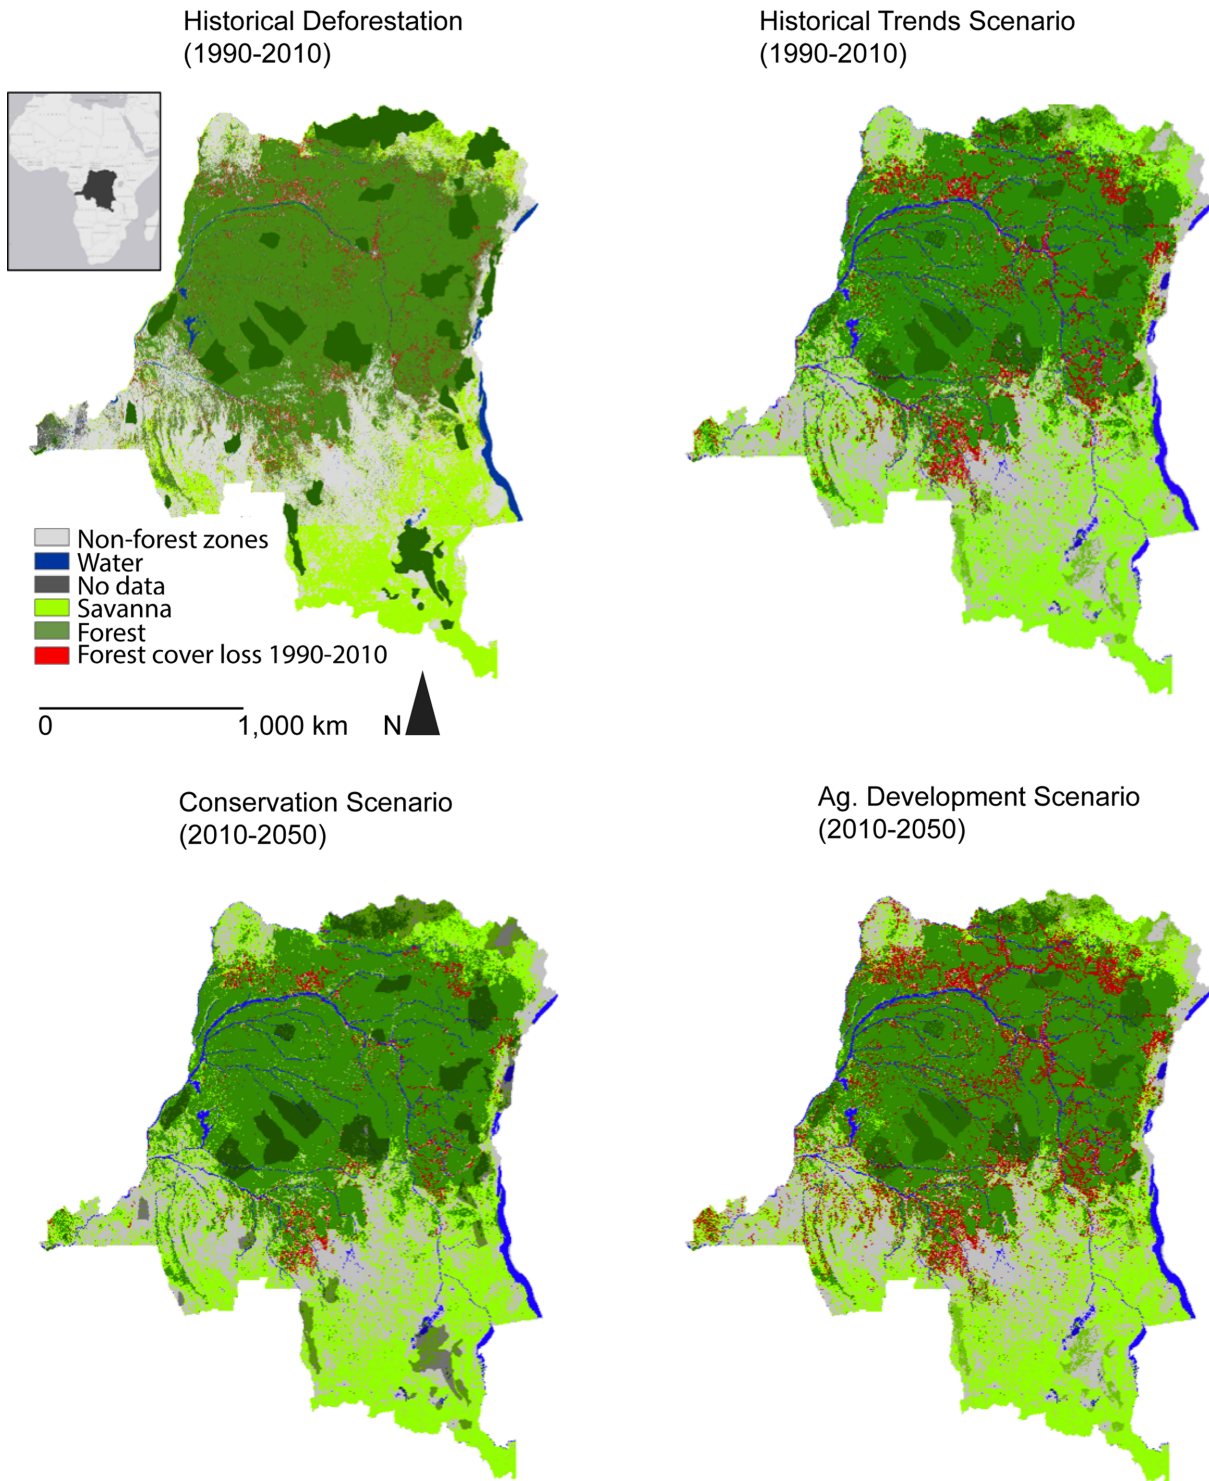 Historical Deforestation
(1990-2010)
Historical Trends Scenario
(1990-2010)
Non-forest zones
Water
No data
Savanna
Forest
Forest cover loss 1990-2010
0 1,000 km N
Conservation Scenario
(2010-2050)
Ag. Development Scenario
(2010-2050)